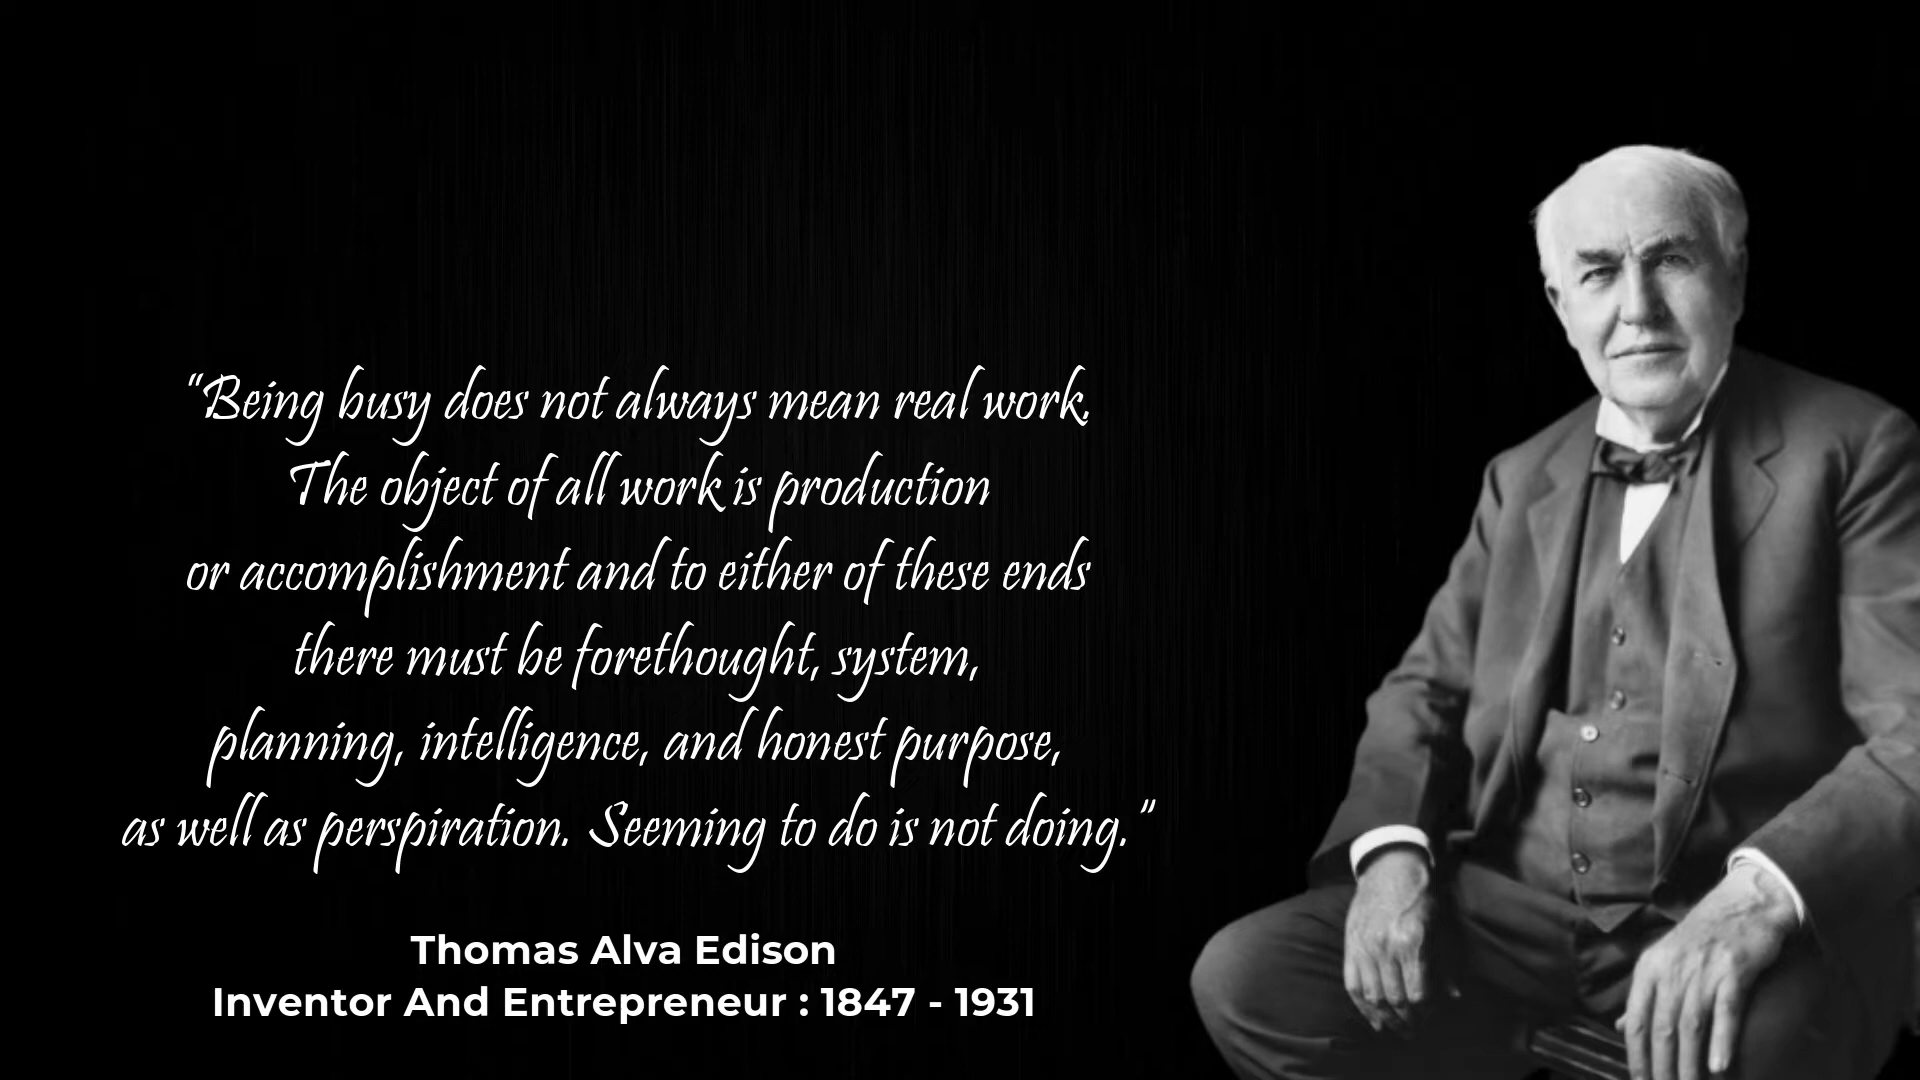 “Being busy does not always mean real work.
The object of all work is production
or accomplishment and to either of these ends
there must be forethought, system,
planning, intelligence, and honest purpose,
as well as perspiration. Seeming to do is not doing.”
Thomas Alva Edison
Inventor And Entrepreneur : 1847 - 1931